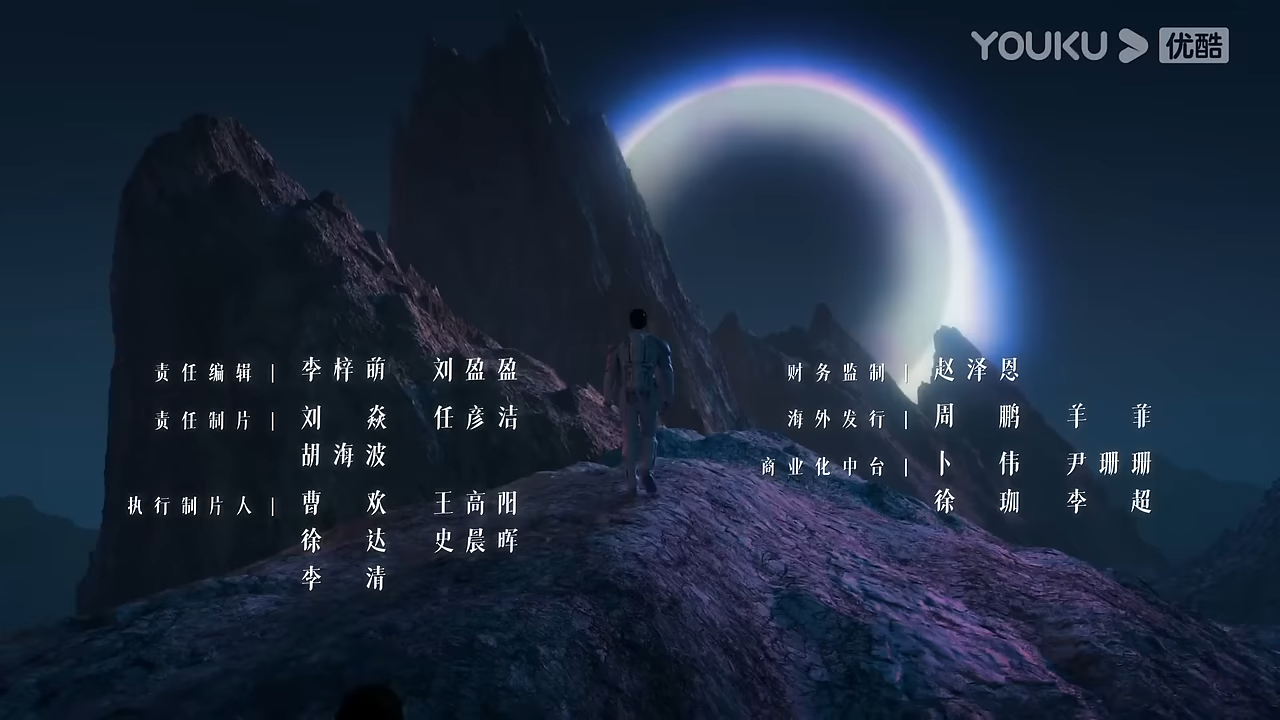 YOUKU 优酷
责任编辑 | 李梓萌 刘盈盈
责任制片 | 刘焱 任彦洁
胡海波
执行制片人 | 曹欢 王高阳
徐达 史晨晖
李清
财务监制 | 赵泽恩
海外发行 | 周鹏 羊菲
商业化中台 | 卜伟 尹珊珊
徐珈 李超